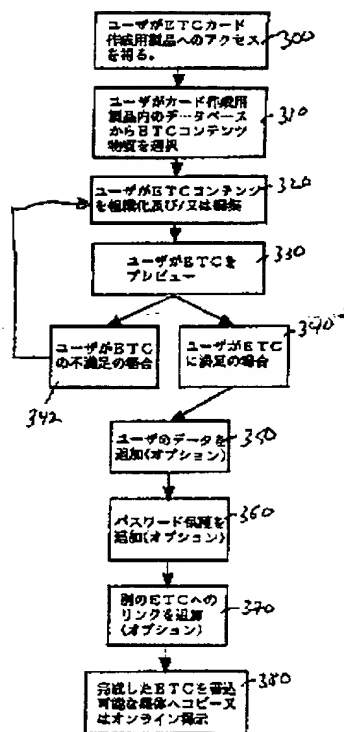 ユーザがETCカード
作成用製品へのアクセス
を得る。
300
ユーザがカード作成用
製品内のデータベース
からETCコンテンツ
物質を選択
310
ユーザがETCコンテンツ
を組織化及び/又は編集
320
ユーザがETCを
プレビュー
330
ユーザがETC
の不満足の場合
342
ユーザがETC
に満足の場合
340
ユーザのデータを
追加(オプション)
350
パスワード保護を
追加(オプション)
360
別のETCへの
リンクを追加
(オプション)
370
完成したETCを書込
可能な媒体へコピー又
はオンライン掲示
380